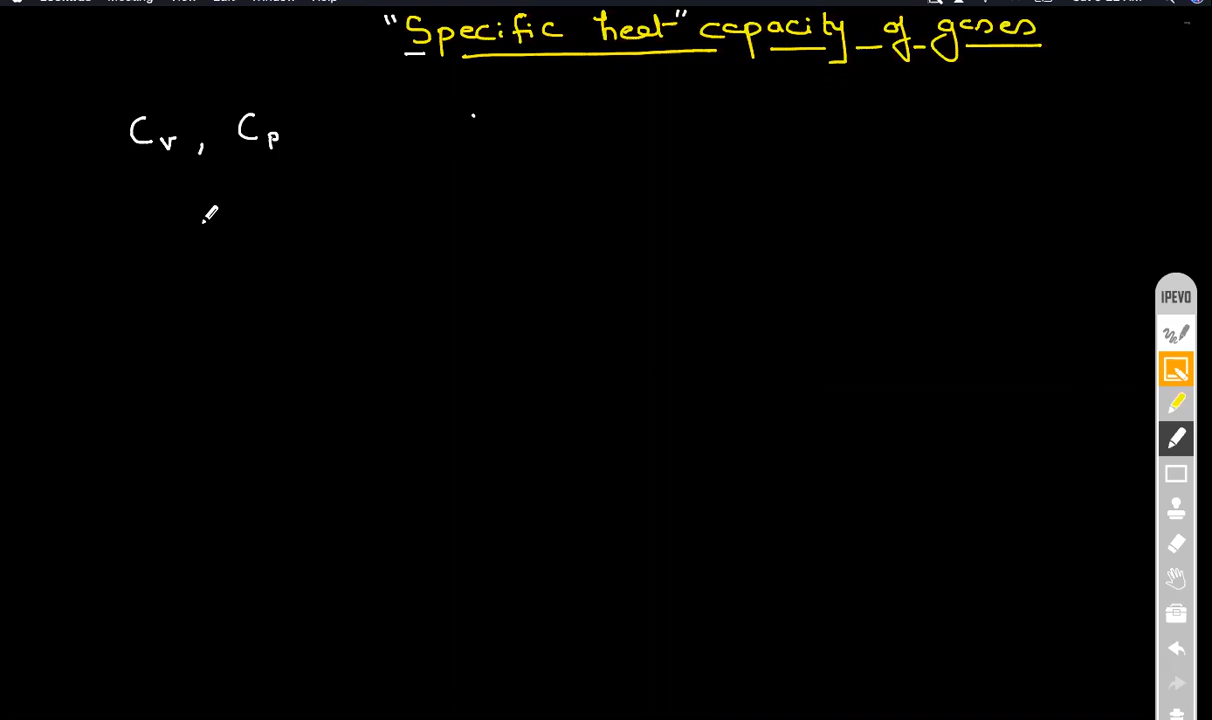 "Specific heat" capacity of gases
Cv, Cp
IPEVO